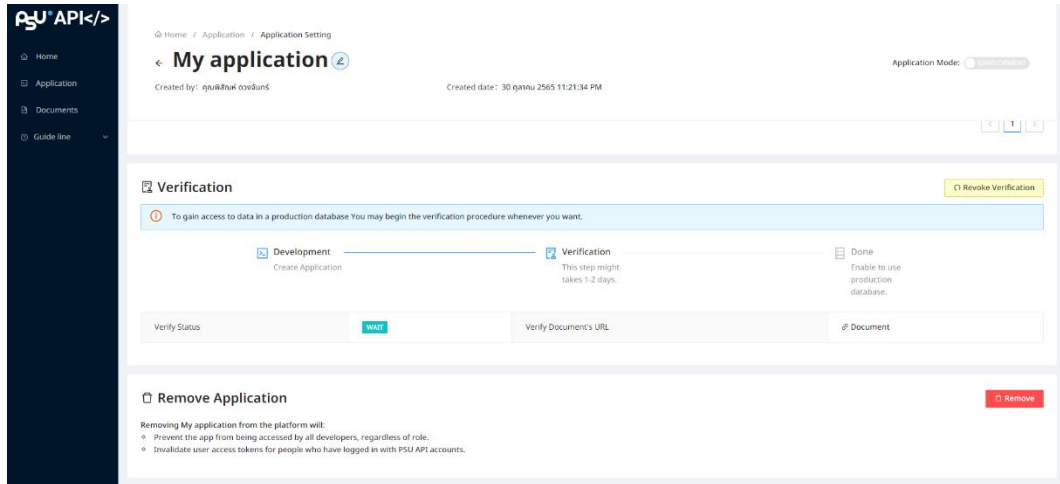 PSU API</>
Home
Application
Documents
Guide line
Home / Application / Application Setting
My application
Application Mode:
Created by: คุณพิสัณห์ ดวงจันทร์
Created date: 30 ตุลาคม 2565 11:21:34 PM
1
Verification
Revoke Verification
To gain access to data in a production database You may begin the verification procedure whenever you want.
Development
Create Application
Verification
This step might
takes 1-2 days.
Done
Enable to use
production
database.
Verify Status
WAIT
Verify Document's URL
Document
Remove Application
Remove
Removing My application from the platform will:
Prevent the app from being accessed by all developers, regardless of role.
Invalidate user access tokens for people who have logged in with PSU API accounts.